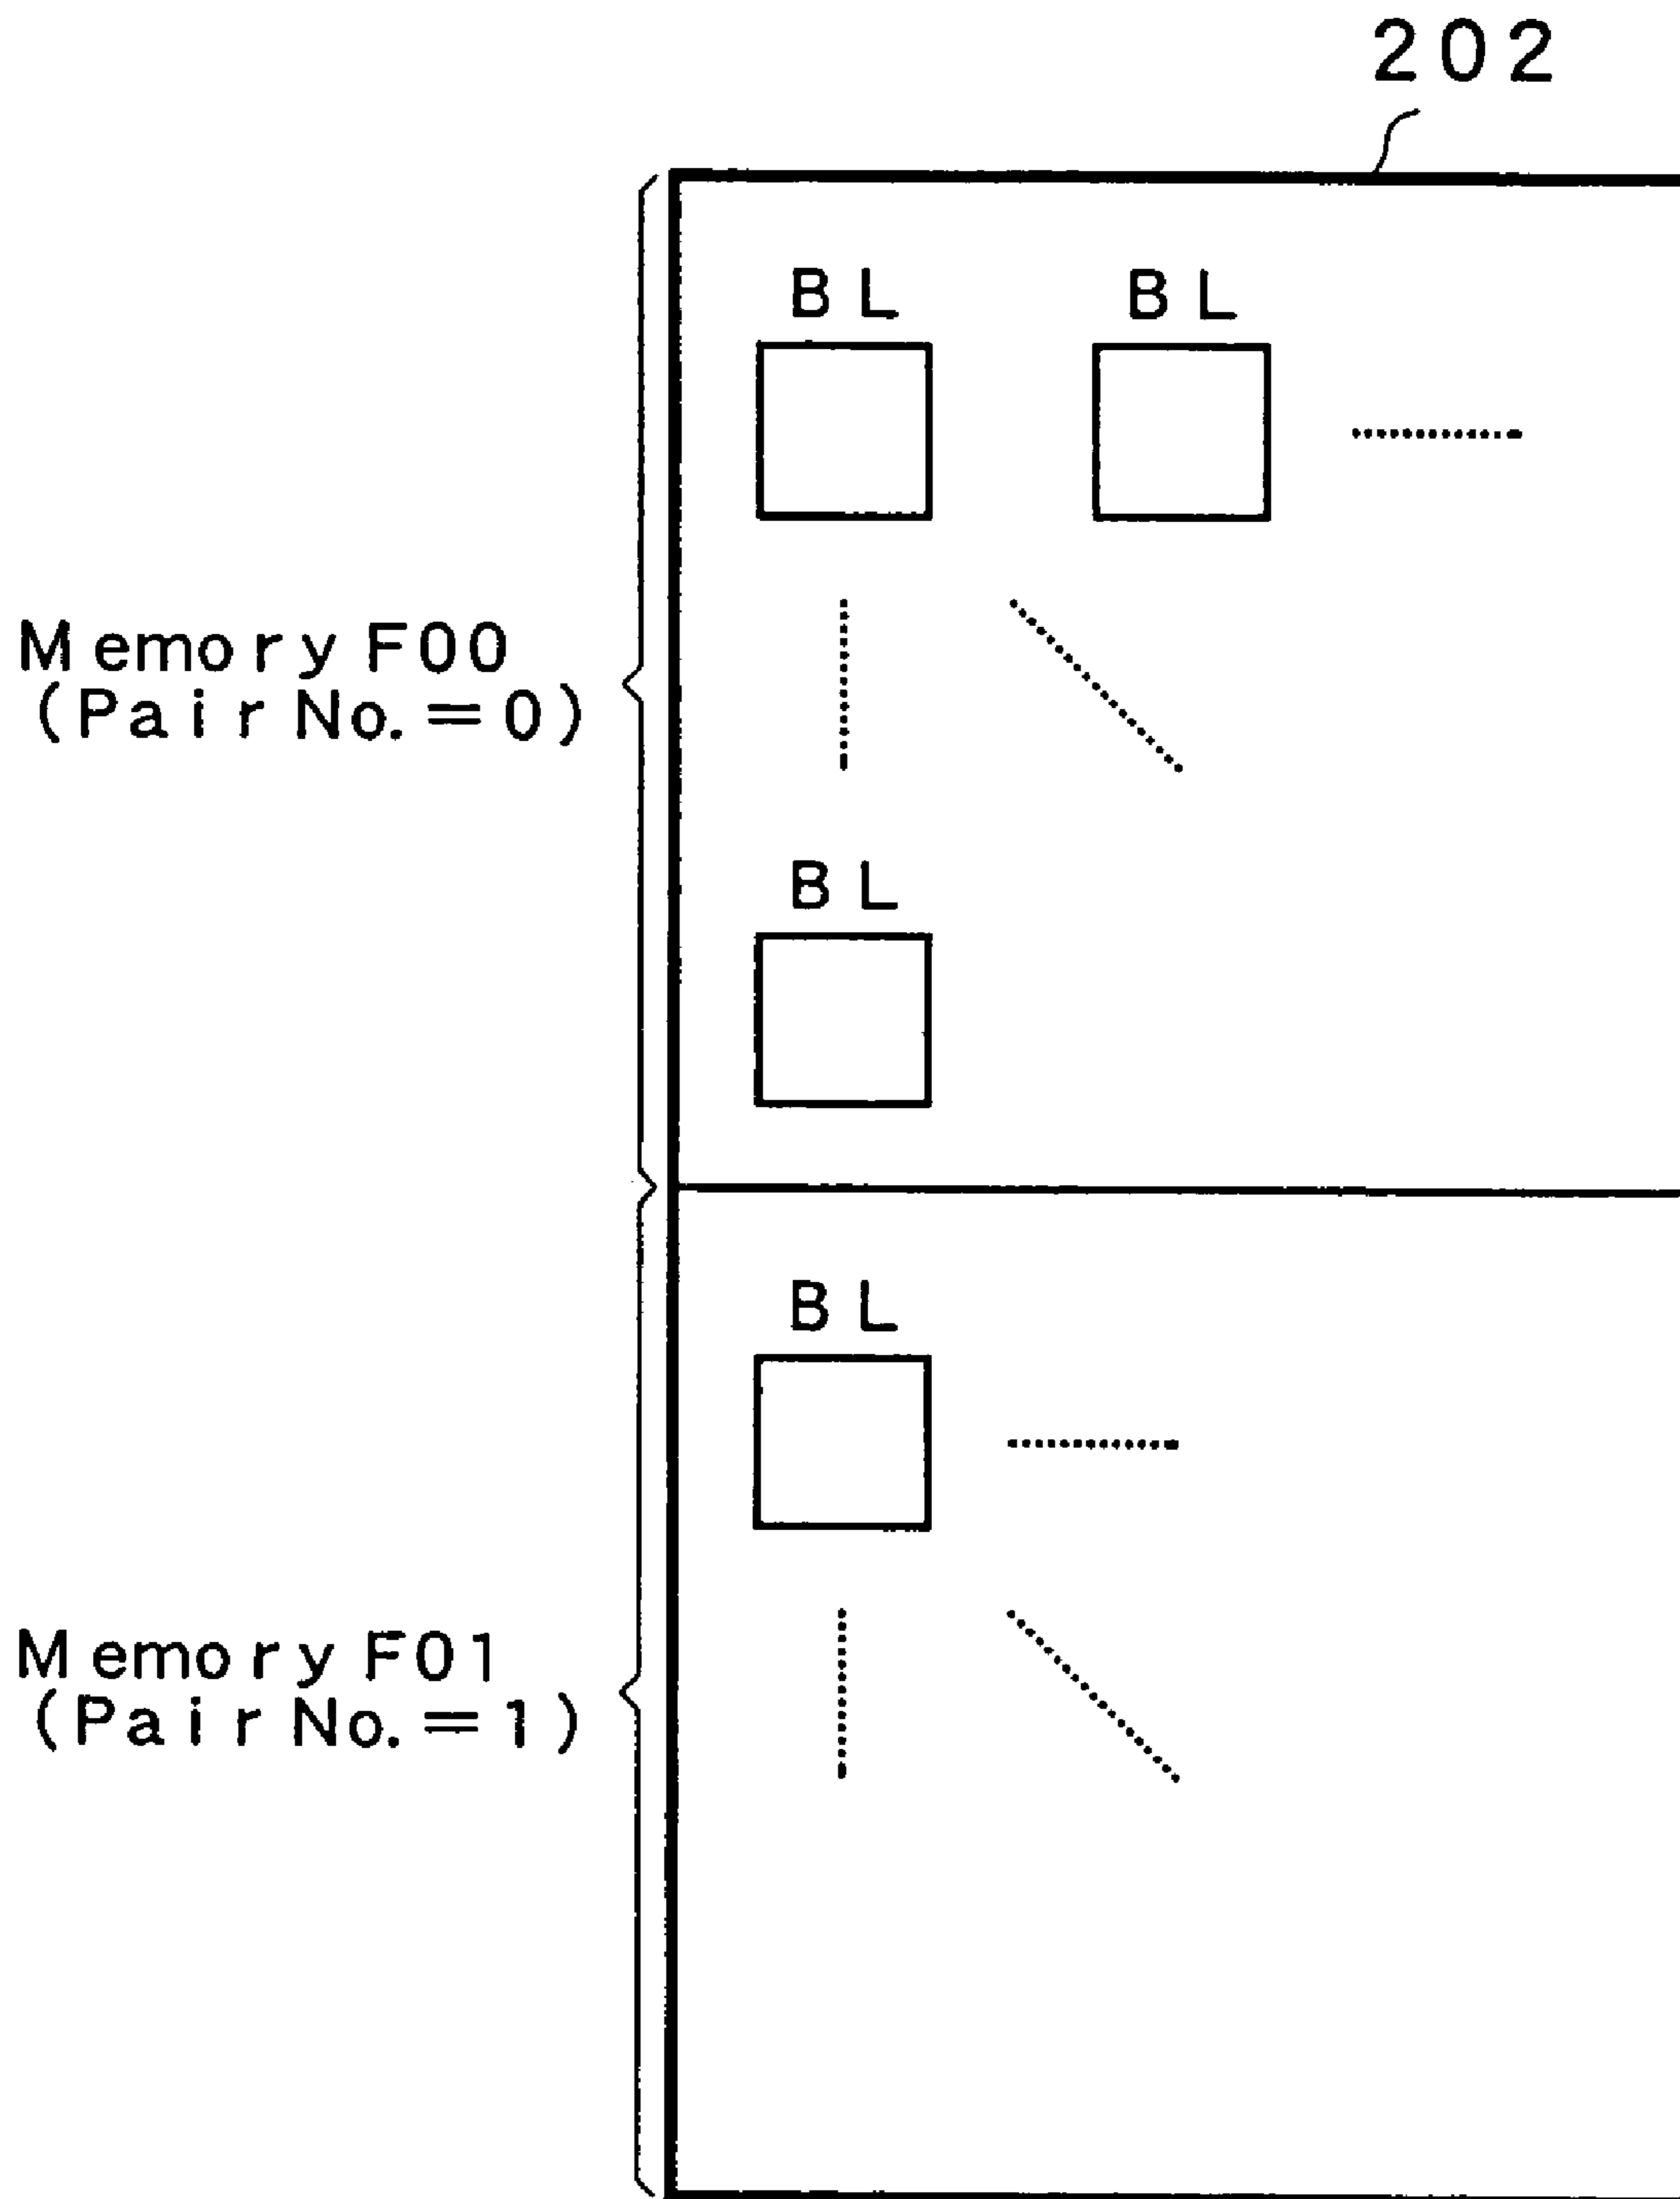 202
BL BL
Memory F00
(Pair No.=0)
BL
BL
Memory F01
(Pair No.=1)